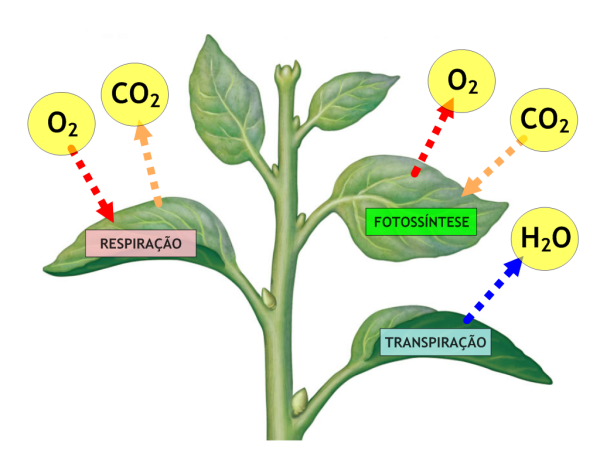 O₂
CO₂
RESPIRAÇÃO
O₂
CO₂
FOTOSSÍNTESE
H₂O
TRANSPIRAÇÃO